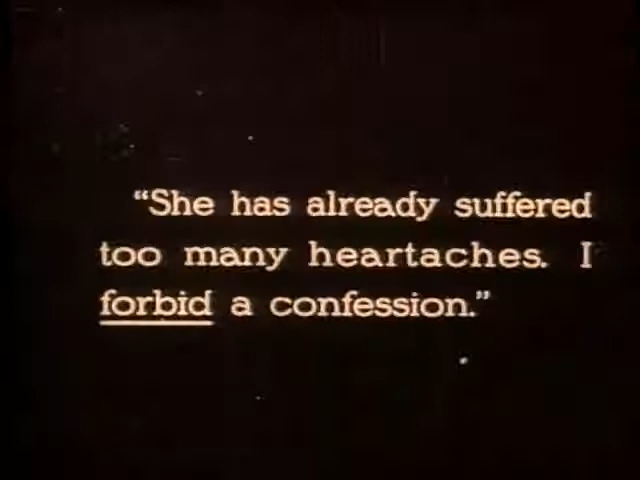 “She has already suffered
too many heartaches. I
forbid a confession.”